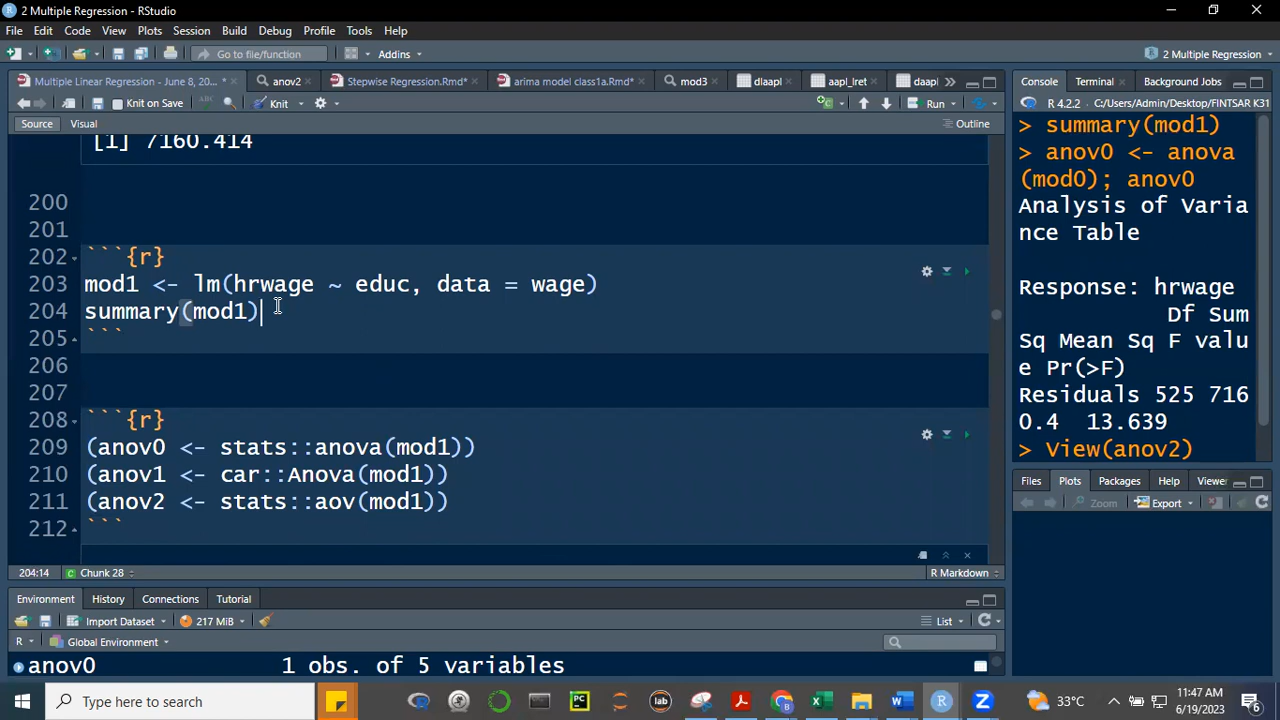 2 Multiple Regression - RStudio
File Edit Code View Plots Session Build Debug Profile Tools Help
Go to file/function Addins 2 Multiple Regression
Multiple Linear Regression - June 8, 20... * anov2 Stepwise Regression.Rmd* arima model class1a.Rmd* mod3 dlaapl aapl_lret daapl
Knit on Save Knit Run
Source Visual Outline
[1] 7160.414
200
201
202 ```{r}
203 mod1 <- lm(hrwage ~ educ, data = wage)
204 summary(mod1)
205 ```
206
207
208 ```{r}
209 (anov0 <- stats::anova(mod1))
210 (anov1 <- car::Anova(mod1))
211 (anov2 <- stats::aov(mod1))
212 ```
204:14 Chunk 28 R Markdown
Environment History Connections Tutorial
Import Dataset 217 MiB List
R Global Environment
anov0 1 obs. of 5 variables
Console Terminal Background Jobs
R 4.2.2 C:/Users/Admin/Desktop/FINTSAR K31
> summary(mod1)
> anov0 <- anova
(mod0); anov0
Analysis of Varia
nce Table
Response: hrwage
Df Sum
Sq Mean Sq F valu
e Pr(>F)
Residuals 525 716
0.4 13.639
> View(anov2)
Files Plots Packages Help Viewer
Zoom Export
Type here to search
PC
lab
33°C
11:47 AM
6/19/2023
6